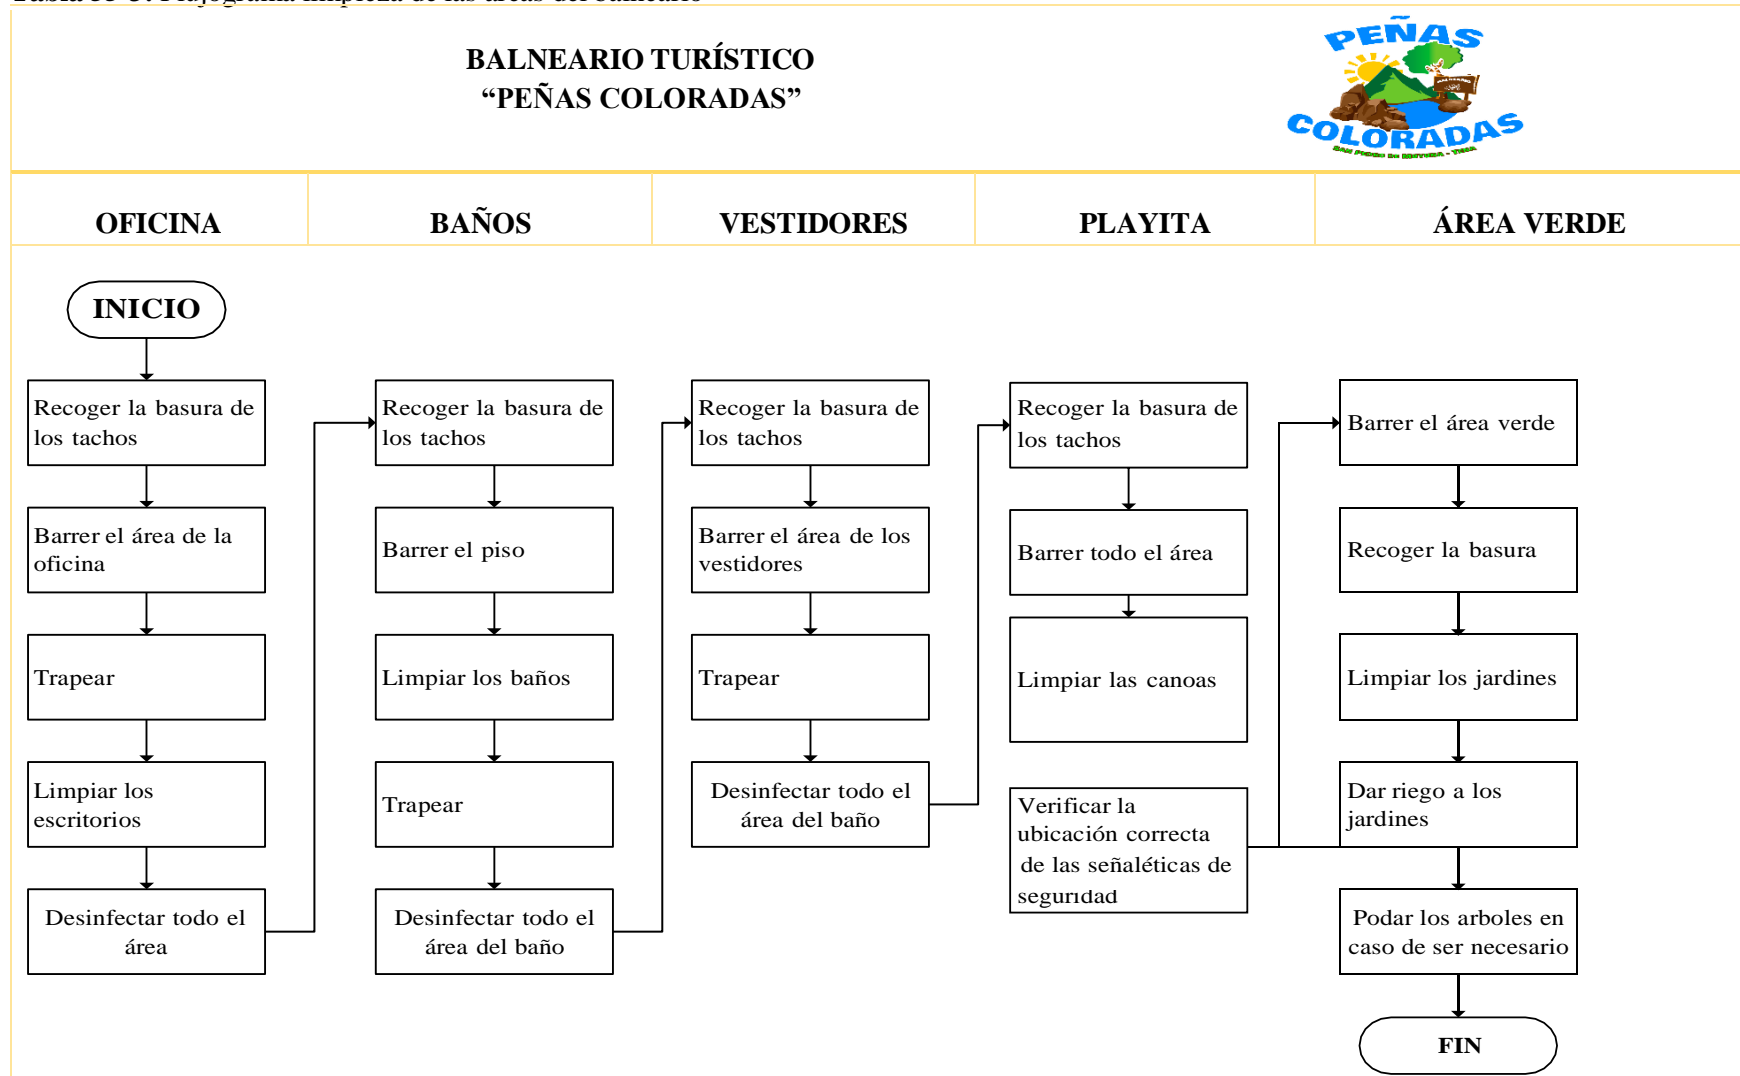 BALNEARIO TURÍSTICO
“PEÑAS COLORADAS”
PEÑAS
COLORADAS
OFICINA
BAÑOS
VESTIDORES
PLAYITA
ÁREA VERDE
INICIO
Recoger la basura de
los tachos
Barrer el área de la
oficina
Trapear
Limpiar los
escritorios
Desinfectar todo el
área
Recoger la basura de
los tachos
Barrer el piso
Limpiar los baños
Trapear
Desinfectar todo el
área del baño
Recoger la basura de
los tachos
Barrer el área de los
vestidores
Trapear
Desinfectar todo el
área del baño
Recoger la basura de
los tachos
Barrer todo el área
Limpiar las canoas
Verificar la
ubicación correcta
de las señaléticas de
seguridad
Barrer el área verde
Recoger la basura
Limpiar los jardines
Dar riego a los
jardines
Podar los arboles en
caso de ser necesario
FIN